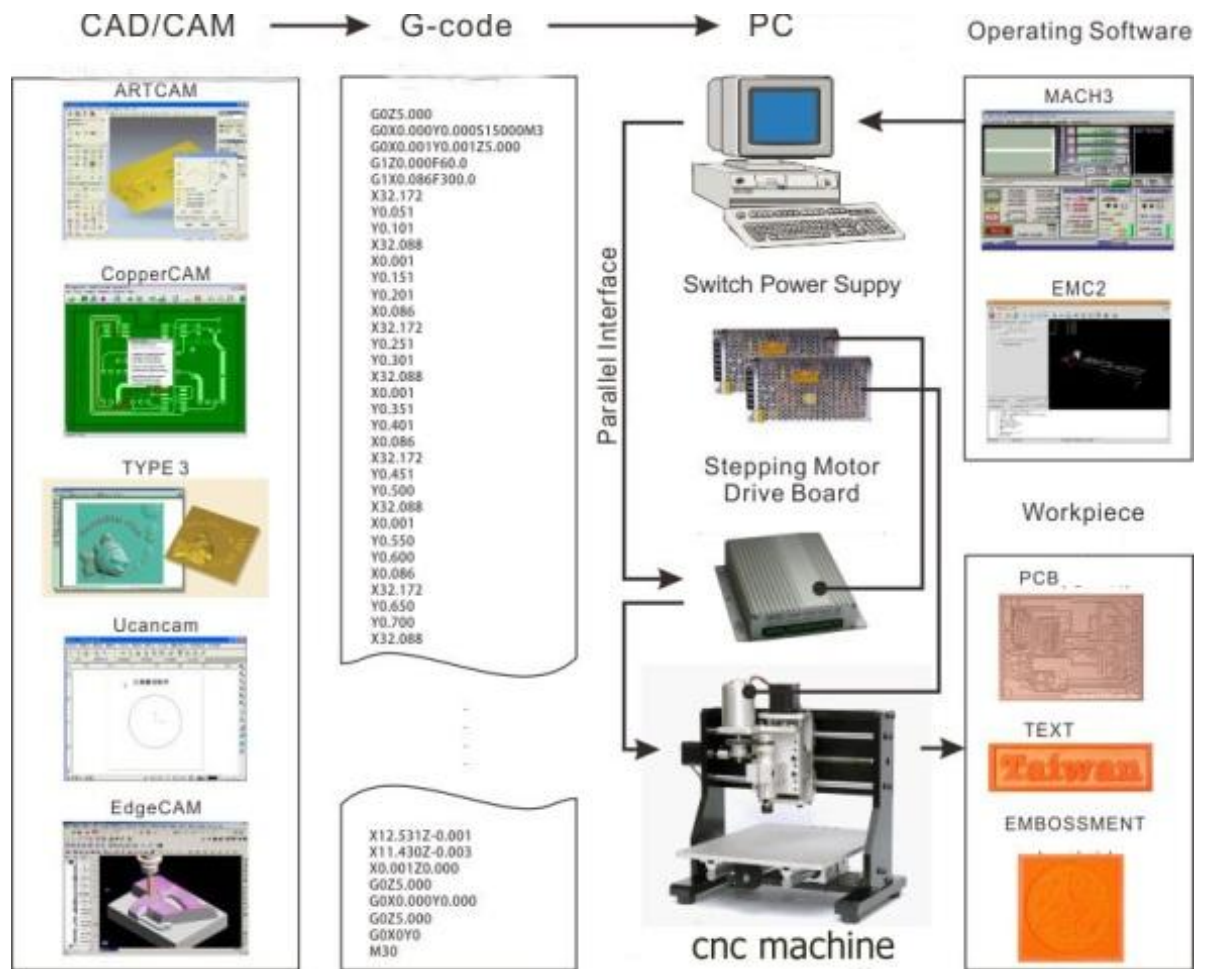 CAD/CAM
G-code
PC
Operating Software
ARTCAM
CopperCAM
TYPE 3
Ucancam
EdgeCAM
G0Z5.000
G0X0.000Y0.000S15000M3
G0X0.001Y0.001Z5.000
G1Z0.000F60.0
G1X0.086F300.0
X32.172
Y0.051
Y0.101
X32.088
X0.001
Y0.151
Y0.201
X0.086
X32.172
Y0.251
Y0.301
X32.088
X0.001
Y0.351
Y0.401
X0.086
X32.172
Y0.451
Y0.500
X32.088
X0.001
Y0.550
Y0.600
X0.086
X32.172
Y0.650
Y0.700
X32.088
X12.531Z-0.001
X11.430Z-0.003
X0.001Z0.000
G0Z5.000
G0X0.000Y0.000
G0Z5.000
G0X0Y0
M30
Parallel Interface
Switch Power Suppy
Stepping Motor
Drive Board
cnc machine
MACH3
EMC2
Workpiece
PCB
TEXT
Taiwan
EMBOSSMENT